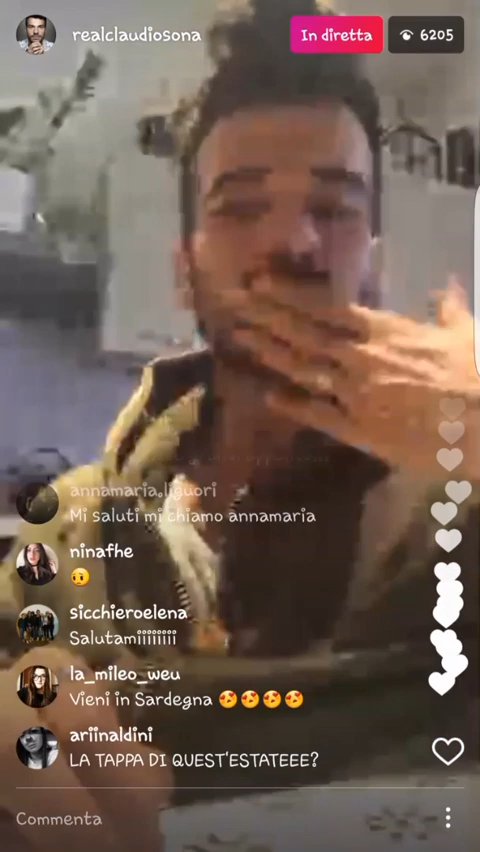 realclaudiosona
In diretta
6205
annamaria.liguori
Mi saluti mi chiamo annamaria
ninafhe
sicchieroelena
Salutamiiiiiiiii
la_mileo_weu
Vieni in Sardegna 😍😍😍😍
ariinaldini
LA TAPPA DI QUEST'ESTATEEE?
Commenta